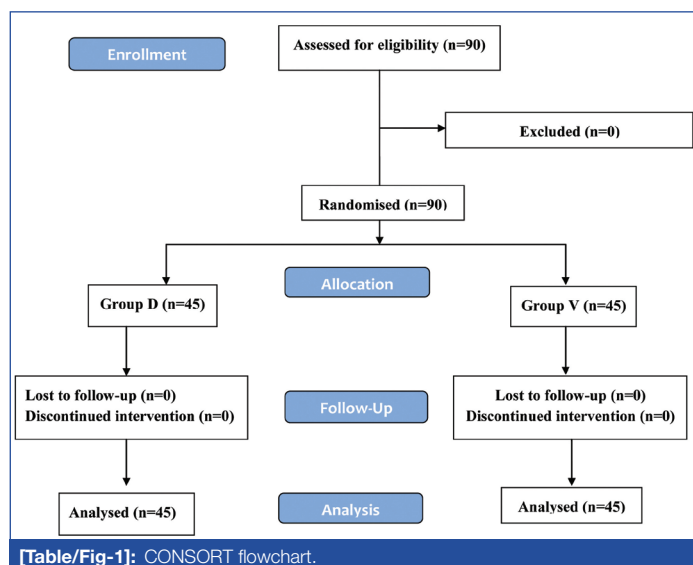 Enrollment
Assessed for eligibility (n=90)
Excluded (n=0)
Randomised (n=90)
Allocation
Group D (n=45)
Group V (n=45)
Lost to follow-up (n=0)
Discontinued intervention (n=0)
Follow-Up
Lost to follow-up (n=0)
Discontinued intervention (n=0)
Analysed (n=45)
Analysis
Analysed (n=45)
[Table/Fig-1]: CONSORT flowchart.